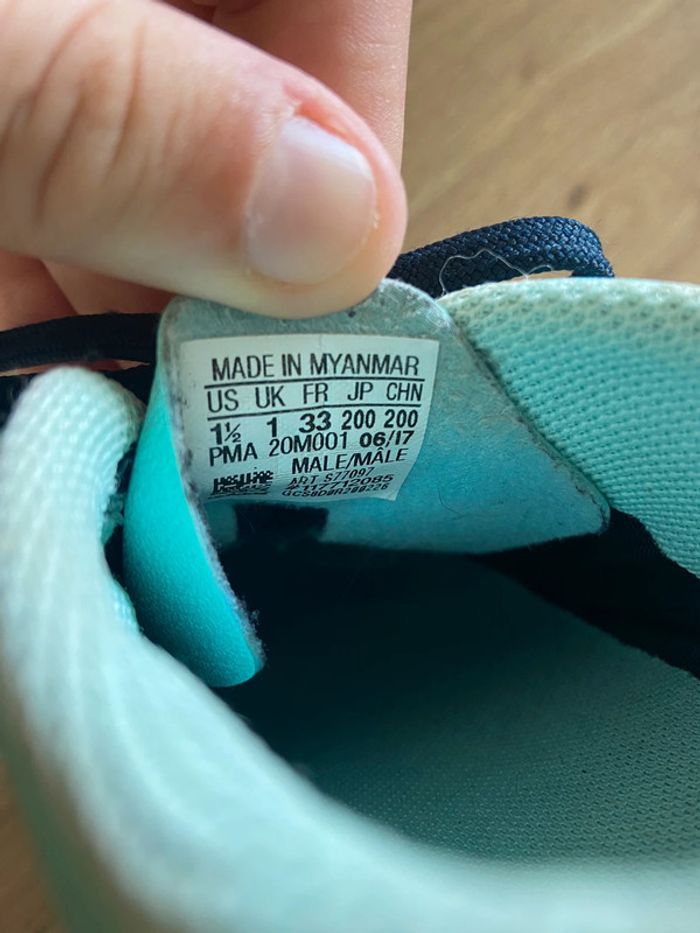 MADE IN MYANMAR
US UK FR JP CHN
1½ 1 33 200 200
PMA 20M001 06/17
MALE/MÂLE
ART S77097
#117712085